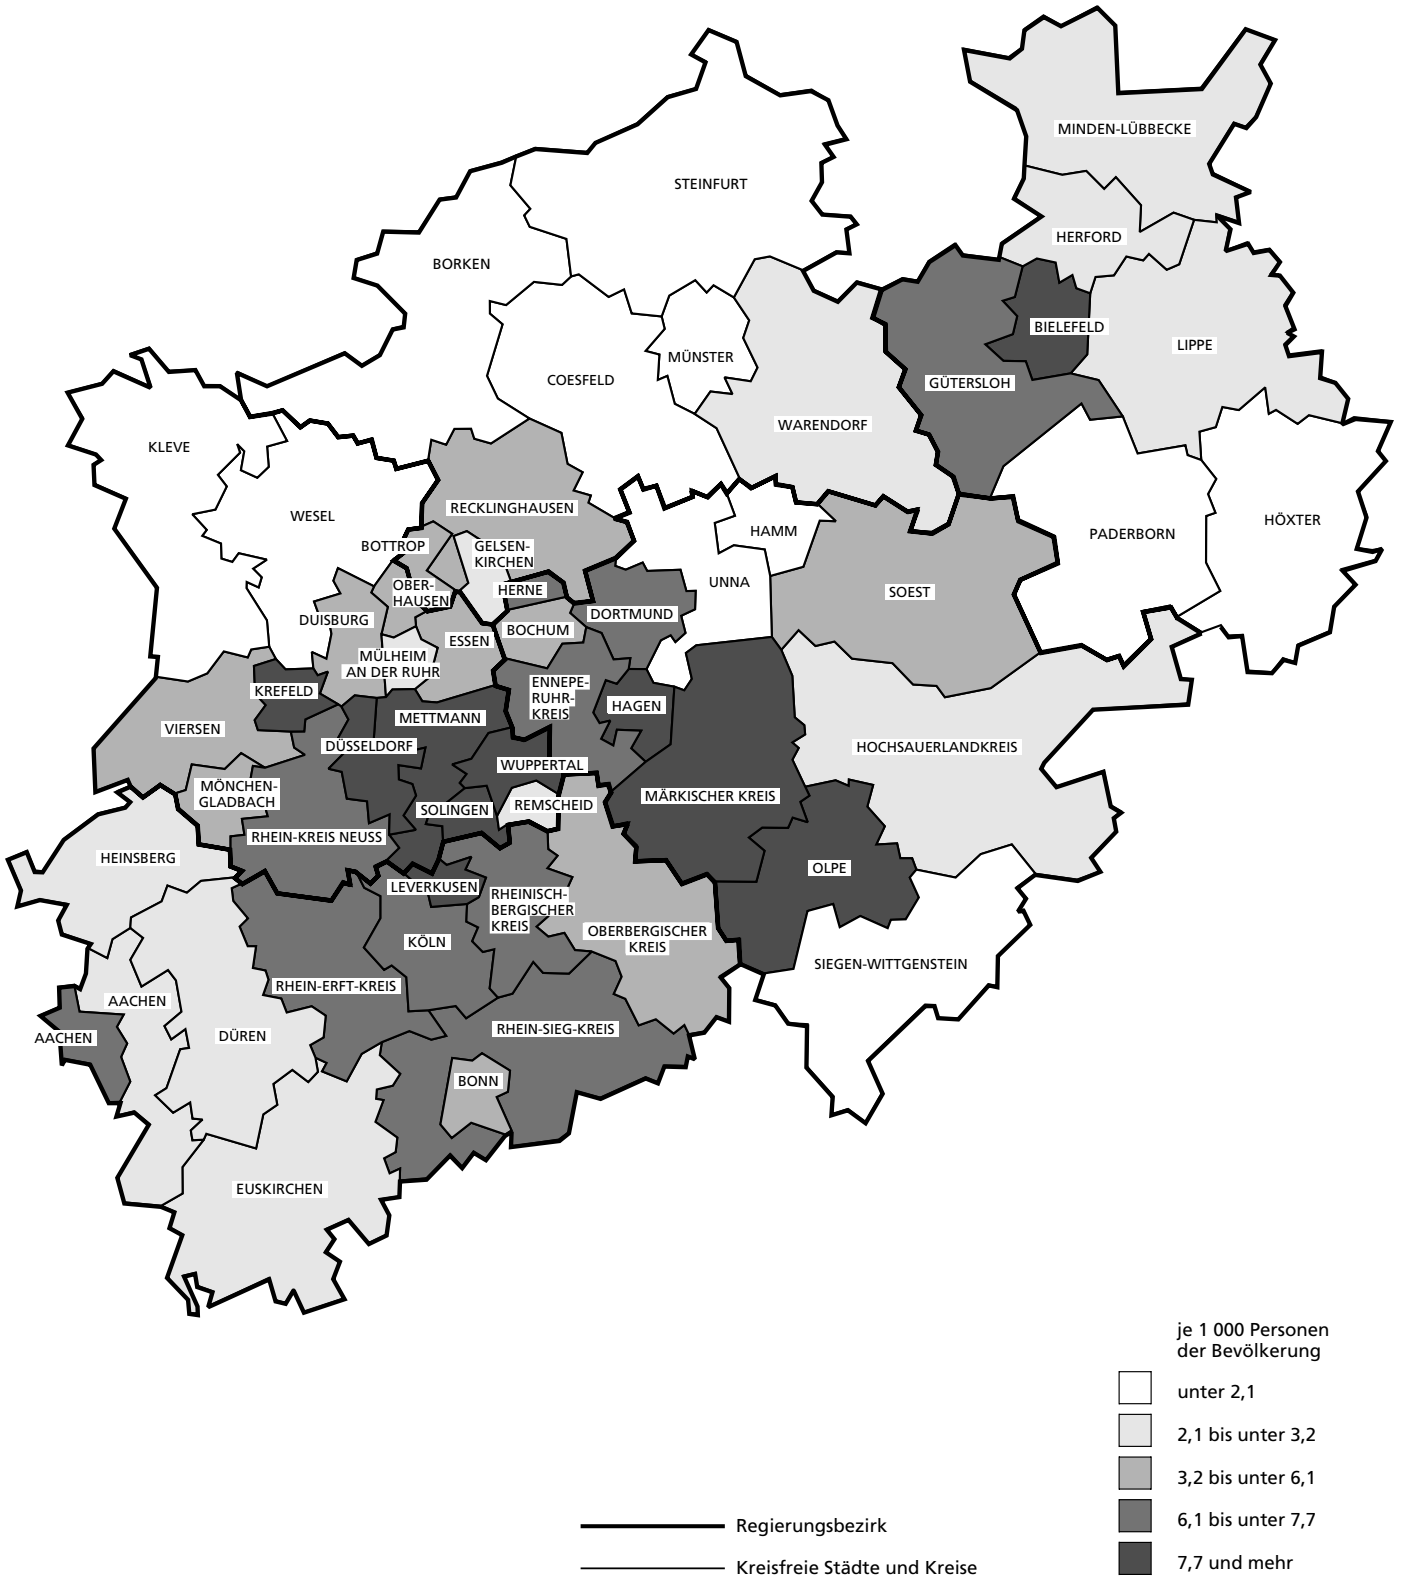 MINDEN-LÜBBECKE
STEINFURT
HERFORD
BORKEN
BIELEFELD
LIPPE
MÜNSTER
COESFELD
GÜTERSLOH
WARENDORF
KLEVE
RECKLINGHAUSEN
WESEL
HÖXTER
HAMM
PADERBORN
BOTTROP
GELSEN-
KIRCHEN
UNNA
OBER-
HAUSEN
HERNE
SOEST
DORTMUND
DUISBURG
BOCHUM
ESSEN
MÜLHEIM
AN DER RUHR
KREFELD
ENNEPE-
RUHR-
KREIS
HAGEN
METTMANN
VIERSEN
DÜSSELDORF
HOCHSAUERLANDKREIS
WUPPERTAL
MÖNCHEN-
GLADBACH
MÄRKISCHER KREIS
REMSCHEID
SOLINGEN
RHEIN-KREIS NEUSS
HEINSBERG
OLPE
LEVERKUSEN
RHEINISCH-
BERGISCHER
KREIS
OBERBERGISCHER
KREIS
KÖLN
SIEGEN-WITTGENSTEIN
RHEIN-ERFT-KREIS
AACHEN
RHEIN-SIEG-KREIS
AACHEN
DÜREN
BONN
EUSKIRCHEN
je 1 000 Personen
der Bevölkerung
unter 2,1
2,1 bis unter 3,2
3,2 bis unter 6,1
6,1 bis unter 7,7
7,7 und mehr
Regierungsbezirk
Kreisfreie Städte und Kreise